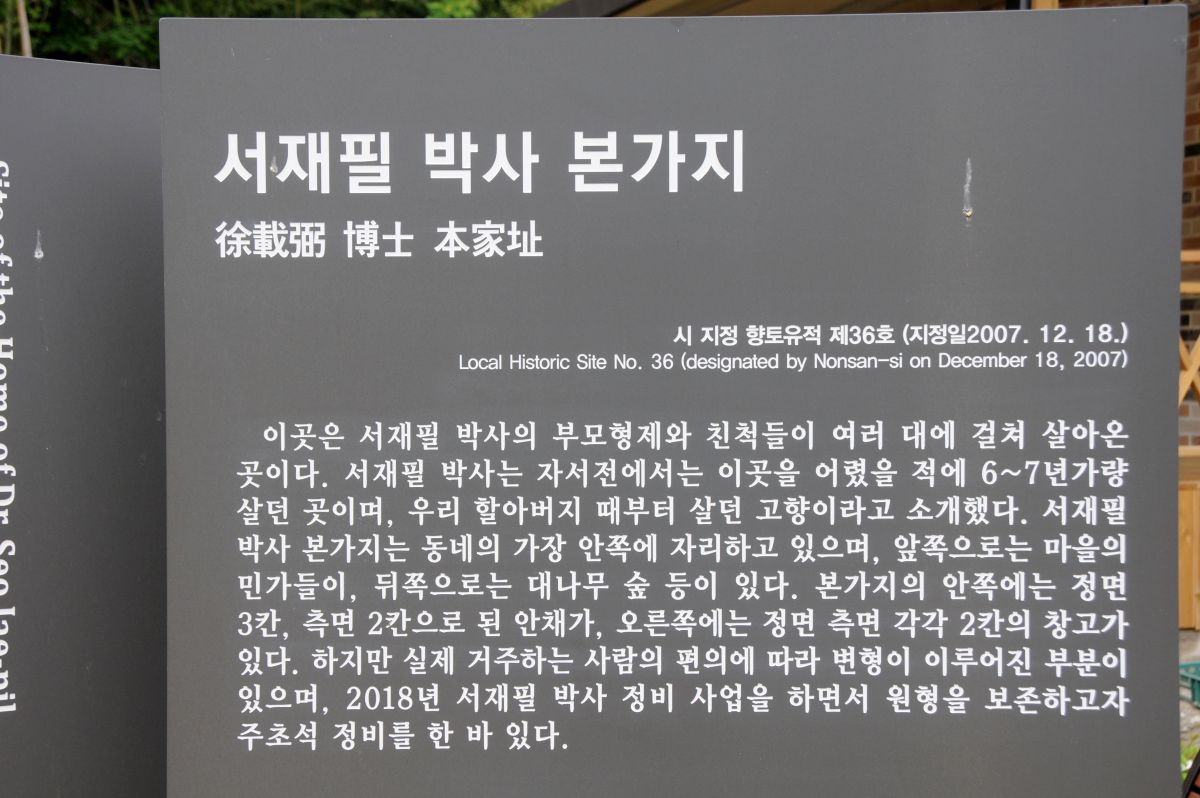 Site of the Home of Dr. Seo Jae-pil
서재필 박사 본가지
徐載弼 博士 本家址
시 지정 향토유적 제36호 (지정일2007. 12. 18.)
Local Historic Site No. 36 (designated by Nonsan-si on December 18, 2007)
이곳은 서재필 박사의 부모형제와 친척들이 여러 대에 걸쳐 살아온
곳이다. 서재필 박사는 자서전에서는 이곳을 어렸을 적에 6~7년가량
살던 곳이며, 우리 할아버지 때부터 살던 고향이라고 소개했다. 서재필
박사 본가지는 동네의 가장 안쪽에 자리하고 있으며, 앞쪽으로는 마을의
민가들이, 뒤쪽으로는 대나무 숲 등이 있다. 본가지의 안쪽에는 정면
3칸, 측면 2칸으로 된 안채가, 오른쪽에는 정면 측면 각각 2칸의 창고가
있다. 하지만 실제 거주하는 사람의 편의에 따라 변형이 이루어진 부분이
있으며, 2018년 서재필 박사 정비 사업을 하면서 원형을 보존하고자
주초석 정비를 한 바 있다.